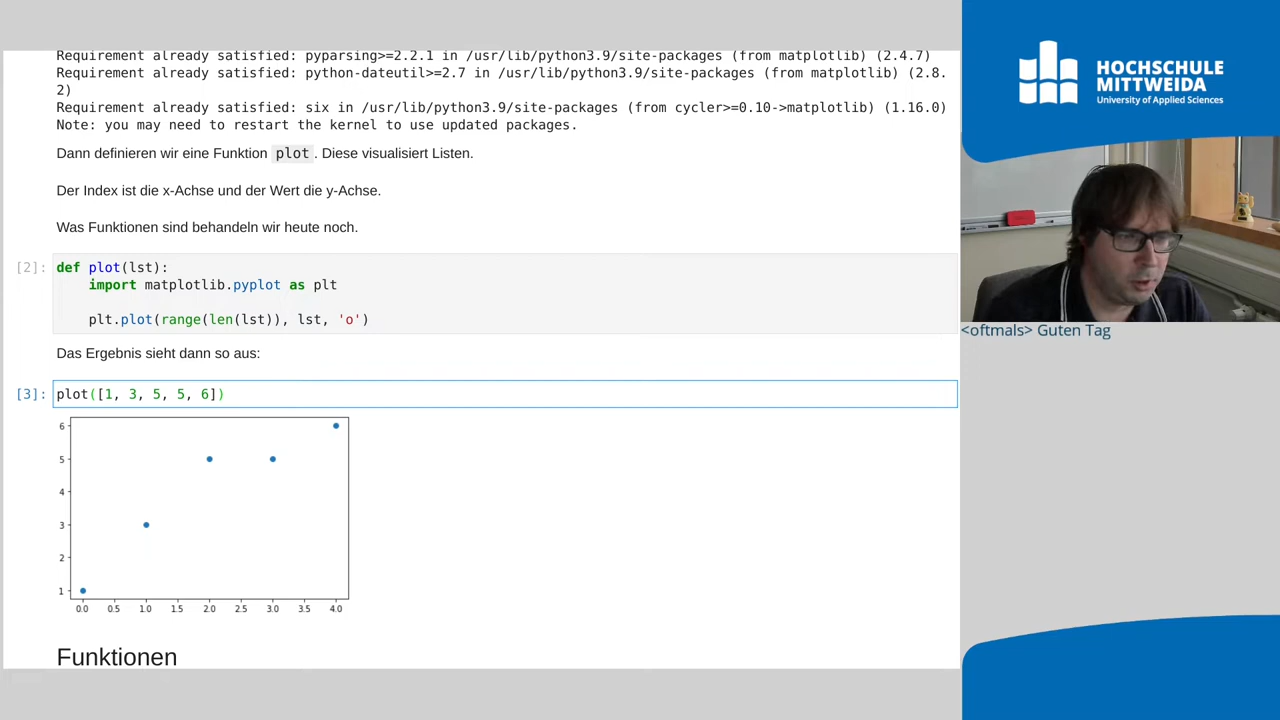 Requirement already satisfied: pyparsing>=2.2.1 in /usr/lib/python3.9/site-packages (from matplotlib) (2.4.7)
Requirement already satisfied: python-dateutil>=2.7 in /usr/lib/python3.9/site-packages (from matplotlib) (2.8.
2)
Requirement already satisfied: six in /usr/lib/python3.9/site-packages (from cycler>=0.10->matplotlib) (1.16.0)
Note: you may need to restart the kernel to use updated packages.
Dann definieren wir eine Funktion plot. Diese visualisiert Listen.
Der Index ist die x-Achse und der Wert die y-Achse.
Was Funktionen sind behandeln wir heute noch.
[2]: def plot(lst):
    import matplotlib.pyplot as plt
    plt.plot(range(len(lst)), lst, 'o')
Das Ergebnis sieht dann so aus:
[3]: plot([1, 3, 5, 5, 6])
6
5
4
3
2
1
0.0 0.5 1.0 1.5 2.0 2.5 3.0 3.5 4.0
Funktionen
HOCHSCHULE
MITTWEIDA
University of Applied Sciences
<oftmals> Guten Tag